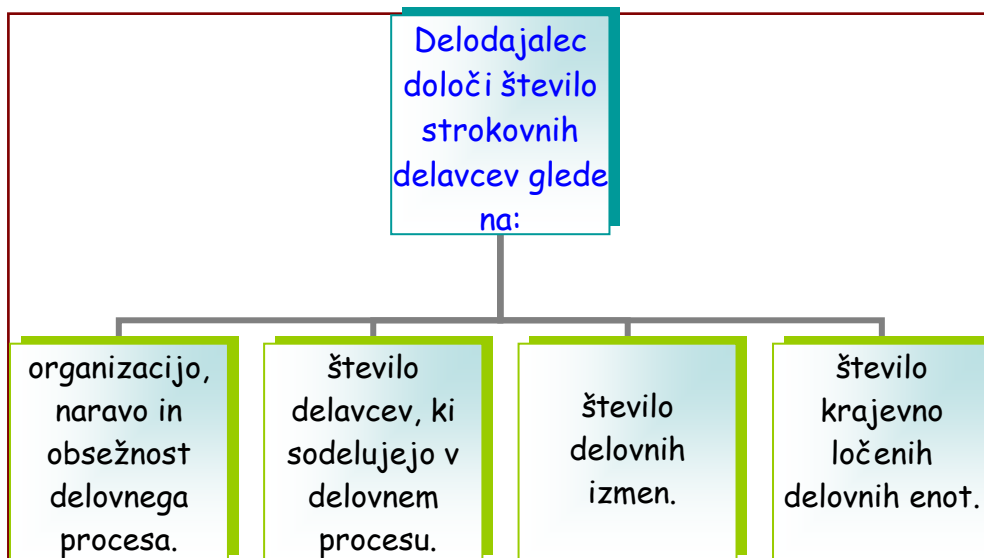 Delodajalec
določi število
strokovnih
delavcev glede
na:
organizacijo,
naravo in
obsežnost
delovnega
procesa.
število
delavcev, ki
sodelujejo v
delovnem
procesu.
število
delovnih
izmen.
število
krajevno
ločenih
delovnih enot.